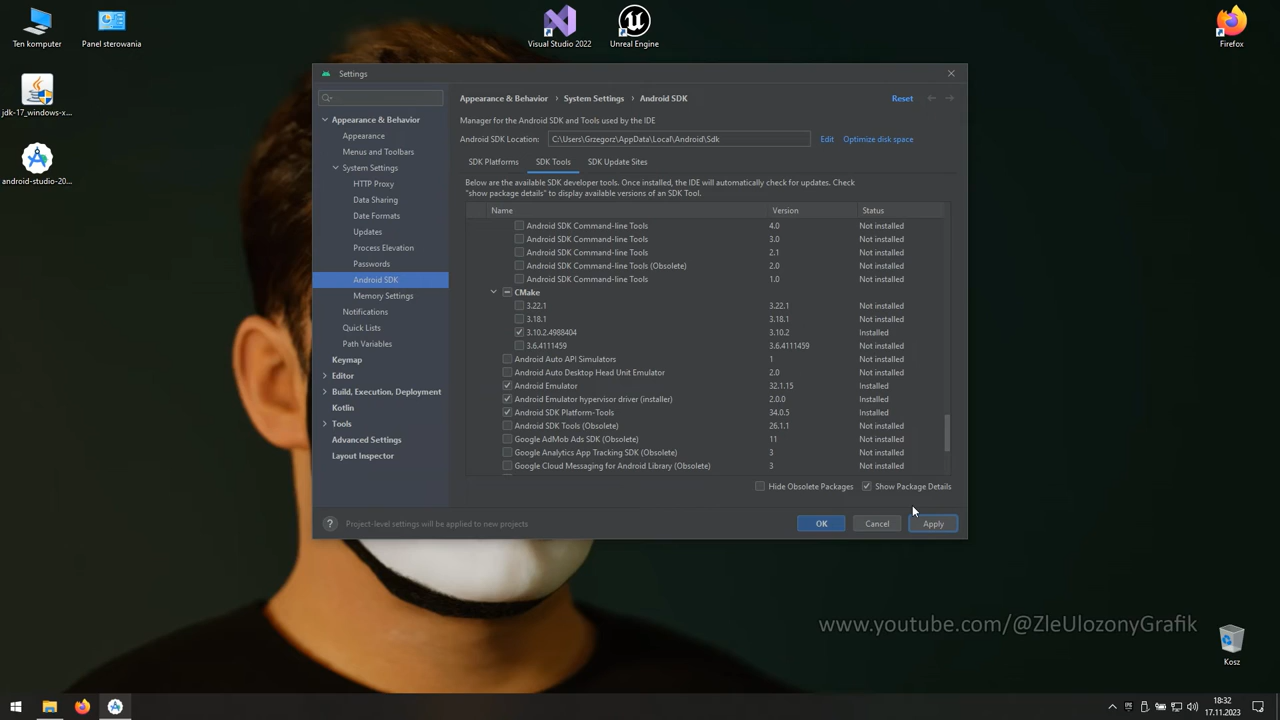 Ten komputer
Panel sterowania
Visual Studio 2022
Unreal Engine
Firefox
jdk-17_windows-x...
android-studio-20...
Settings
Appearance & Behavior
Appearance
Menus and Toolbars
System Settings
HTTP Proxy
Data Sharing
Date Formats
Updates
Process Elevation
Passwords
Android SDK
Memory Settings
Notifications
Quick Lists
Path Variables
Keymap
Editor
Build, Execution, Deployment
Kotlin
Tools
Advanced Settings
Layout Inspector
Appearance & Behavior › System Settings › Android SDK
Reset
Manager for the Android SDK and Tools used by the IDE
Android SDK Location: C:\Users\Grzegorz\AppData\Local\Android\Sdk Edit Optimize disk space
SDK Platforms SDK Tools SDK Update Sites
Below are the available SDK developer tools. Once installed, the IDE will automatically check for updates. Check
"show package details" to display available versions of an SDK Tool.
Name Version Status
Android SDK Command-line Tools 4.0 Not installed
Android SDK Command-line Tools 3.0 Not installed
Android SDK Command-line Tools 2.1 Not installed
Android SDK Command-line Tools (Obsolete) 2.0 Not installed
Android SDK Command-line Tools 1.0 Not installed
CMake
3.22.1 3.22.1 Not installed
3.18.1 3.18.1 Not installed
3.10.2.4988404 3.10.2 Installed
3.6.4111459 3.6.4111459 Not installed
Android Auto API Simulators 1 Not installed
Android Auto Desktop Head Unit Emulator 2.0 Not installed
Android Emulator 32.1.15 Installed
Android Emulator hypervisor driver (installer) 2.0.0 Installed
Android SDK Platform-Tools 34.0.5 Installed
Android SDK Tools (Obsolete) 26.1.1 Not installed
Google AdMob Ads SDK (Obsolete) 11 Not installed
Google Analytics App Tracking SDK (Obsolete) 3 Not installed
Google Cloud Messaging for Android Library (Obsolete) 3 Not installed
Hide Obsolete Packages Show Package Details
? Project-level settings will be applied to new projects
OK Cancel Apply
www.youtube.com/@ZleUlozonyGrafik
Kosz
18:32
17.11.2023